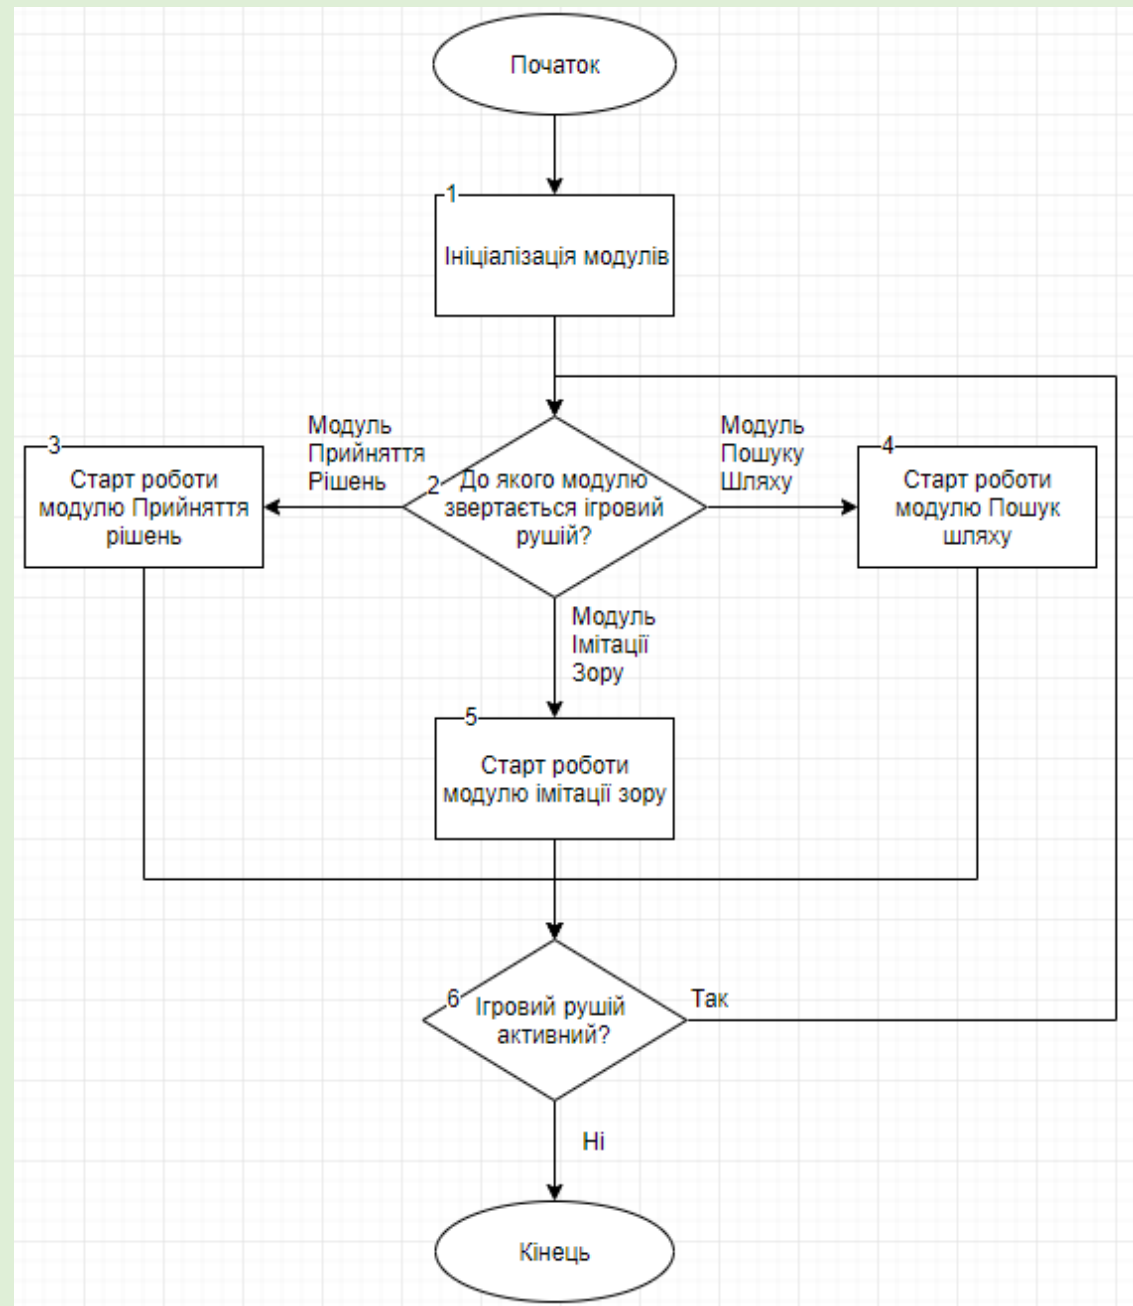 Початок
1
Ініціалізація модулів
Модуль
Прийняття
Рішень
Модуль
Пошуку
Шляху
3
Старт роботи
модулю Прийняття
рішень
2
До якого модулю
звертається ігровий
рушій?
4
Старт роботи
модулю Пошук
шляху
Модуль
Імітації
Зору
5
Старт роботи
модулю імітації зору
6
Ігровий рушій
активний?
Так
Ні
Кінець